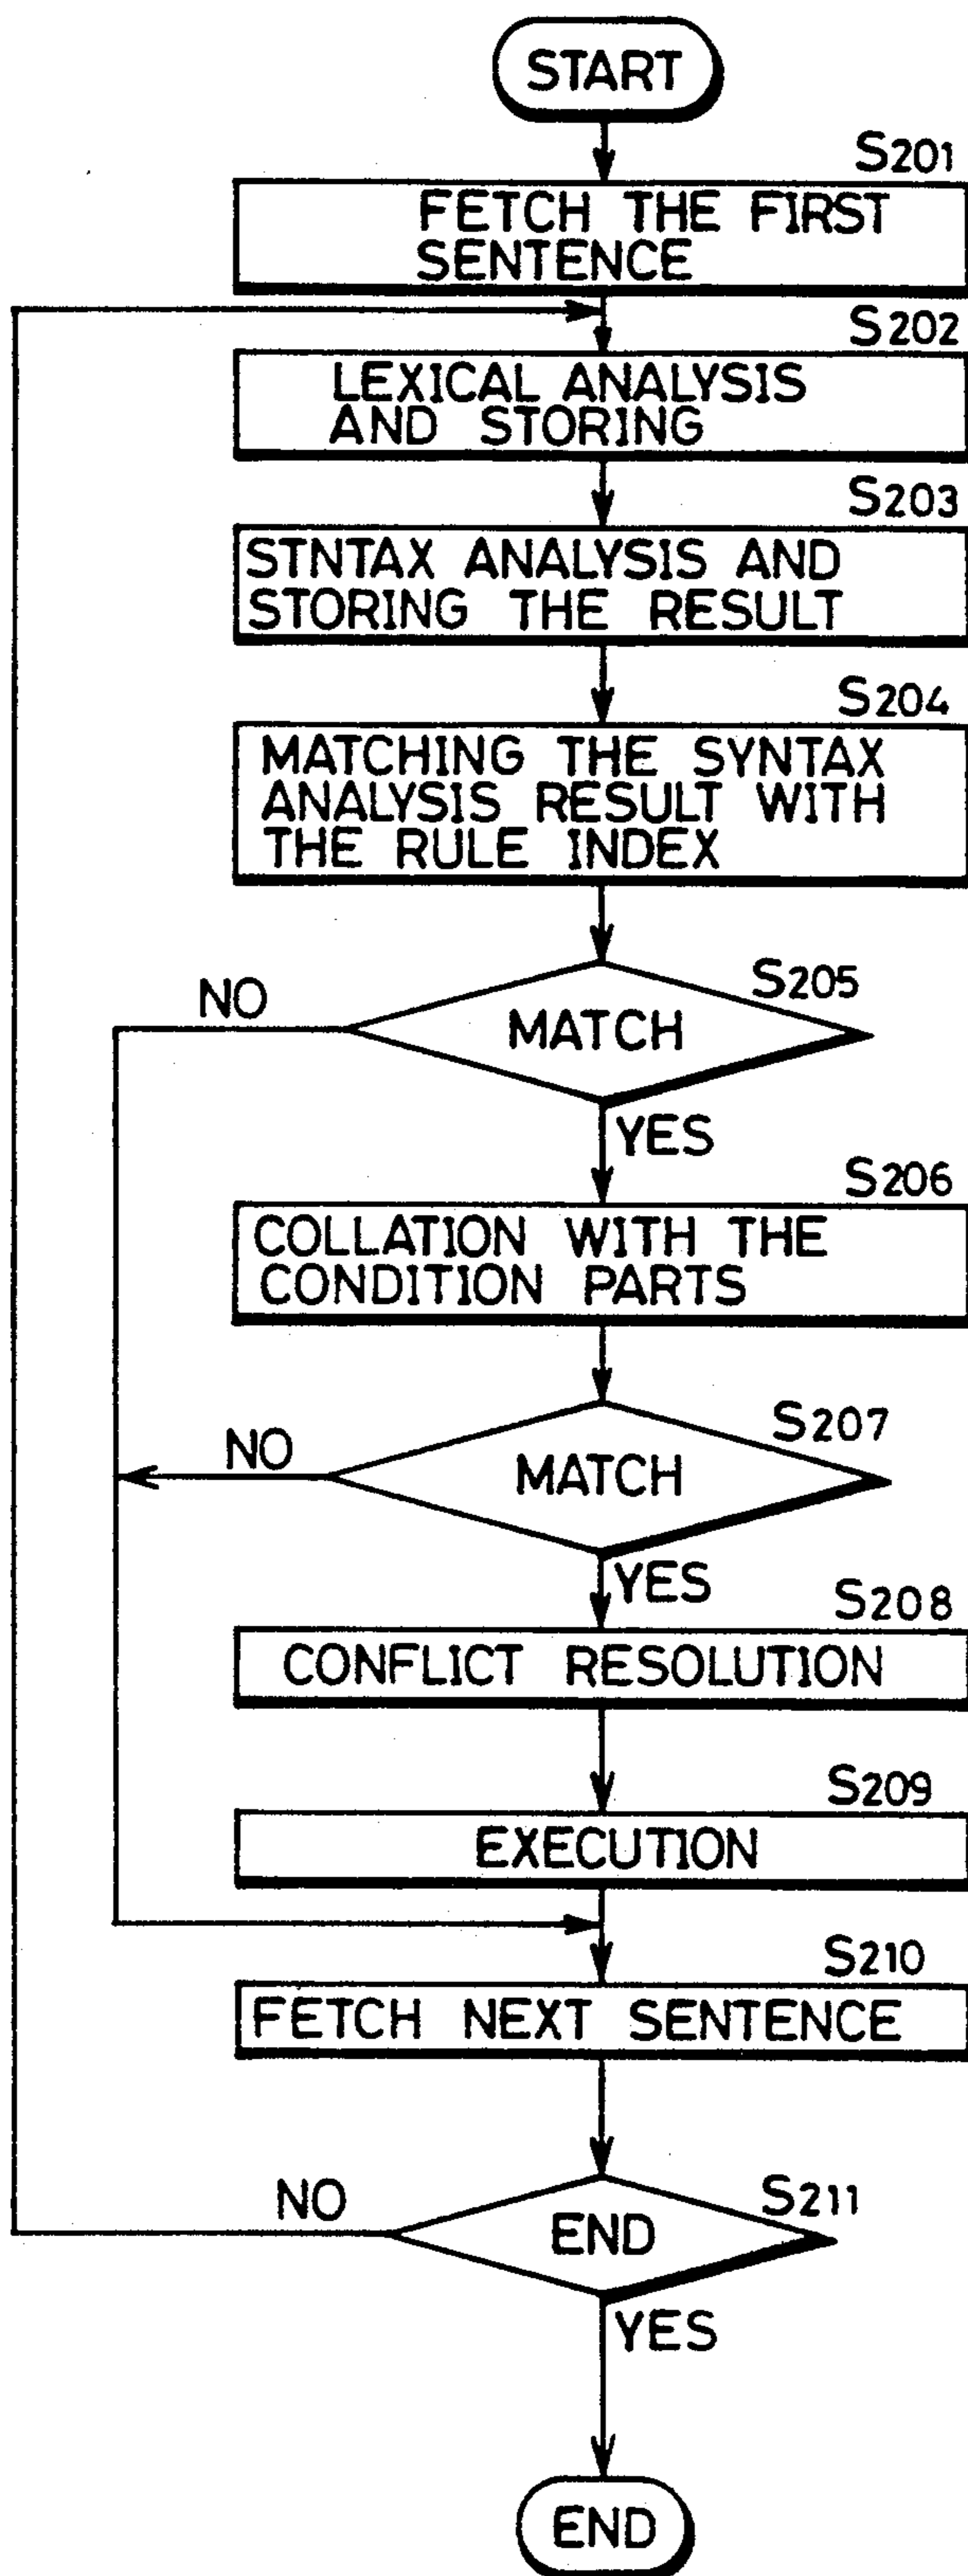 START
S201
FETCH THE FIRST
SENTENCE
S202
LEXICAL ANALYSIS
AND STORING
S203
STNTAX ANALYSIS AND
STORING THE RESULT
S204
MATCHING THE SYNTAX
ANALYSIS RESULT WITH
THE RULE INDEX
S205
NO
MATCH
YES
S206
COLLATION WITH THE
CONDITION PARTS
S207
NO
MATCH
YES
S208
CONFLICT RESOLUTION
S209
EXECUTION
S210
FETCH NEXT SENTENCE
S211
NO
END
YES
END